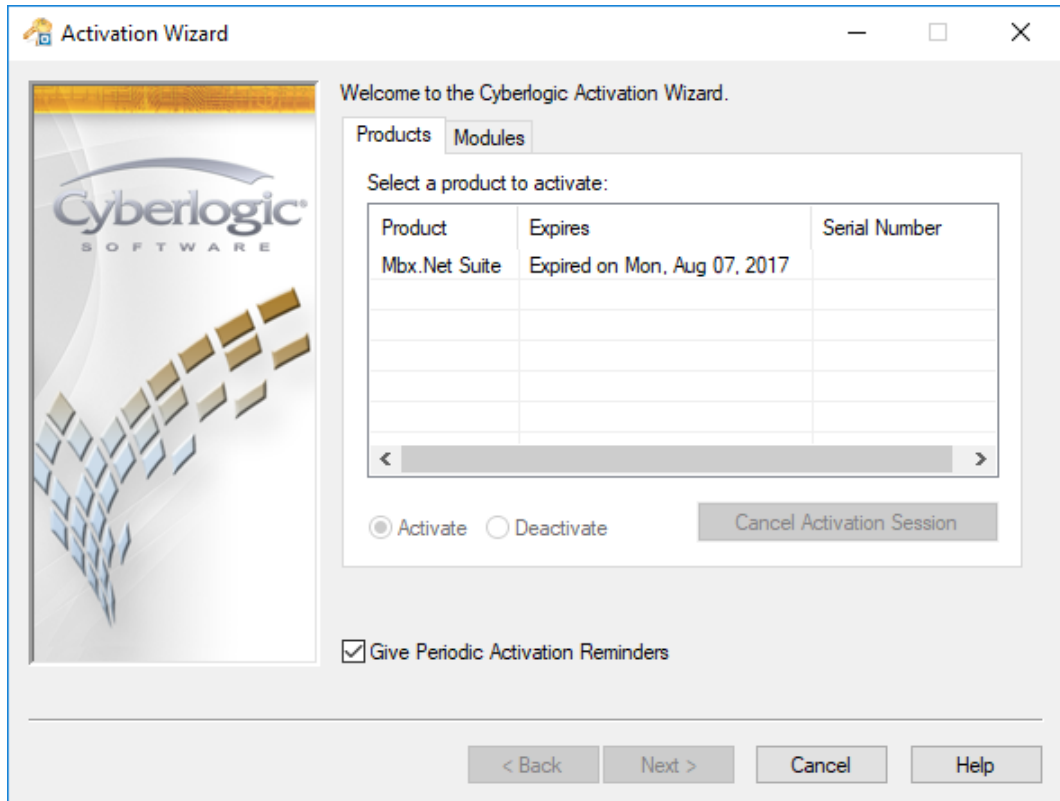 Activation Wizard
Welcome to the Cyberlogic Activation Wizard.
Cyberlogic®
SOFTWARE
Products Modules
Select a product to activate:
Product Expires Serial Number
Mbx.Net Suite Expired on Mon, Aug 07, 2017
Activate Deactivate Cancel Activation Session
Give Periodic Activation Reminders
< Back Next > Cancel Help